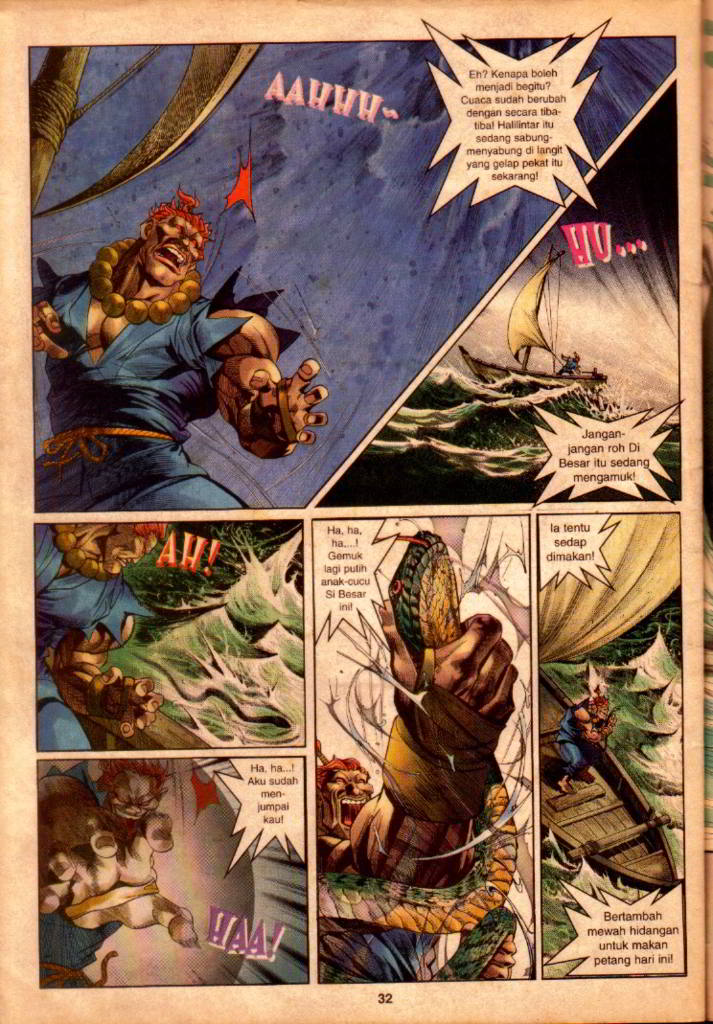 AAHHH~
Eh? Kenapa boleh
menjadi begitu?
Cuaca sudah berubah
dengan secara tiba-
tiba! Halilintar itu
sedang sabung-
menyabung di langit
yang gelap pekat itu
sekarang!
HU...
Jangan-
jangan roh Di
Besar itu sedang
mengamuk!
AH!
Ha, ha...!
Aku sudah
men-
jumpai
kau!
HAA!
Ha, ha,
ha....!
Gemuk
lagi putih
anak-cucu
Si Besar
ini!
Ia tentu
sedap
dimakan!
Bertambah
mewah hidangan
untuk makan
petang hari ini!
32